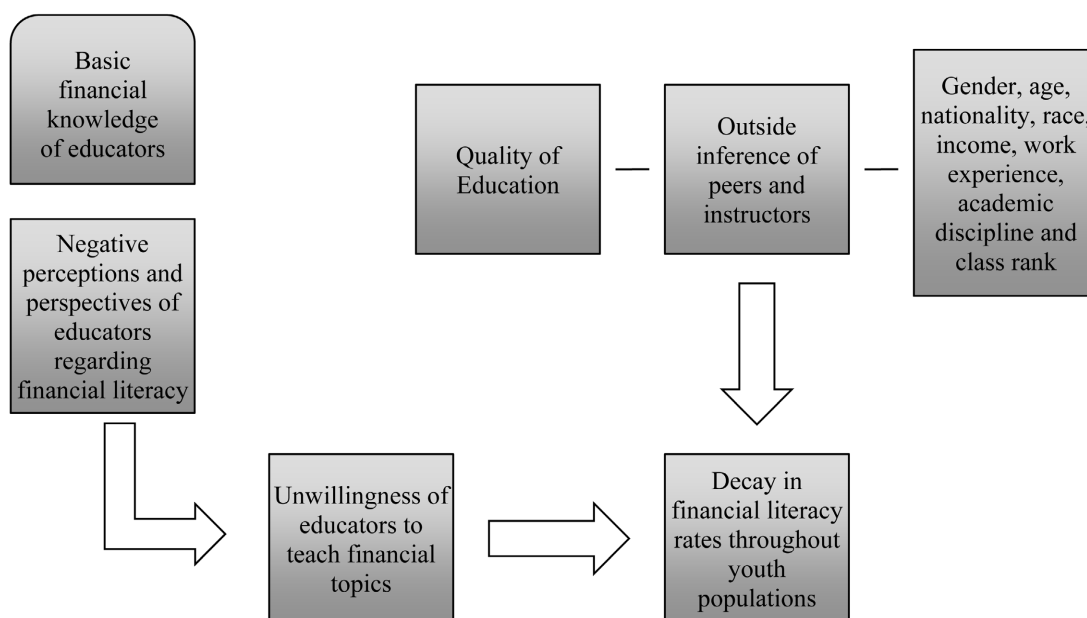 Basic
financial
knowledge
of educators
Negative
perceptions and
perspectives of
educators
regarding
financial literacy
Quality of
Education
Outside
inference of
peers and
instructors
Gender, age,
nationality, race,
income, work
experience,
academic
discipline and
class rank
Unwillingness of
educators to
teach financial
topics
Decay in
financial literacy
rates throughout
youth
populations